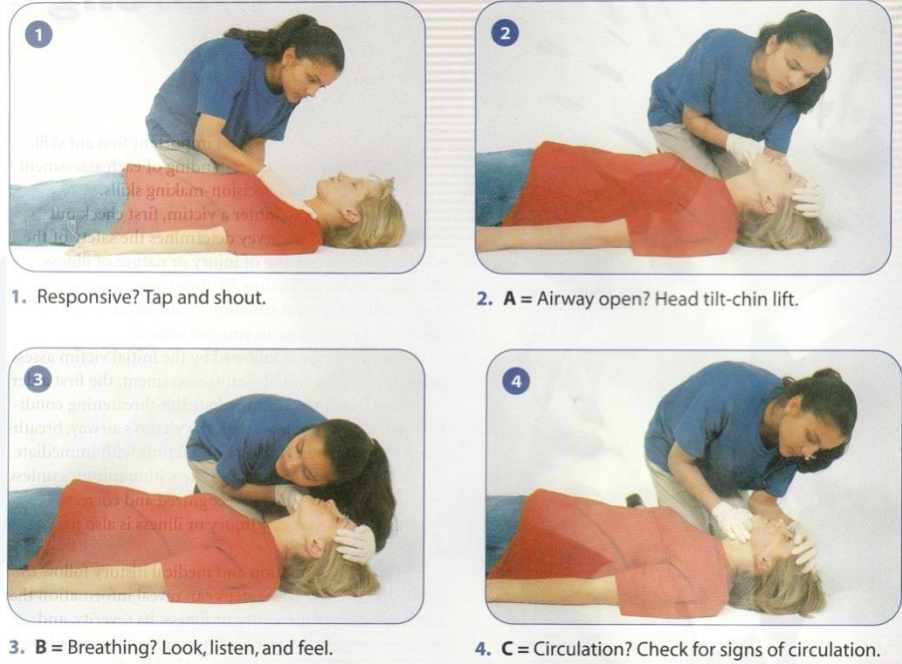 1
2
1. Responsive? Tap and shout.
2. A = Airway open? Head tilt-chin lift.
3
4
3. B = Breathing? Look, listen, and feel.
4. C = Circulation? Check for signs of circulation.